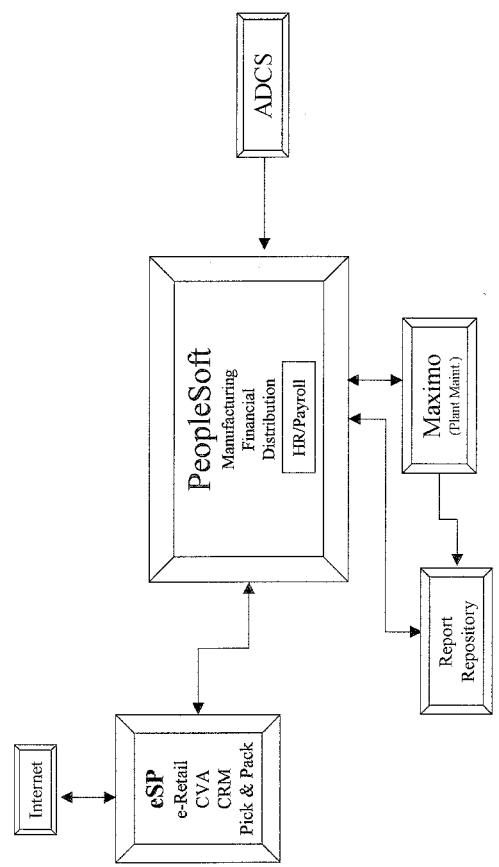 Internet
eSP
e-Retail
CVA
CRM
Pick & Pack
PeopleSoft
Manufacturing
Financial
Distribution
HR/Payroll
ADCS
Report
Repository
Maximo
(Plant Maint.)